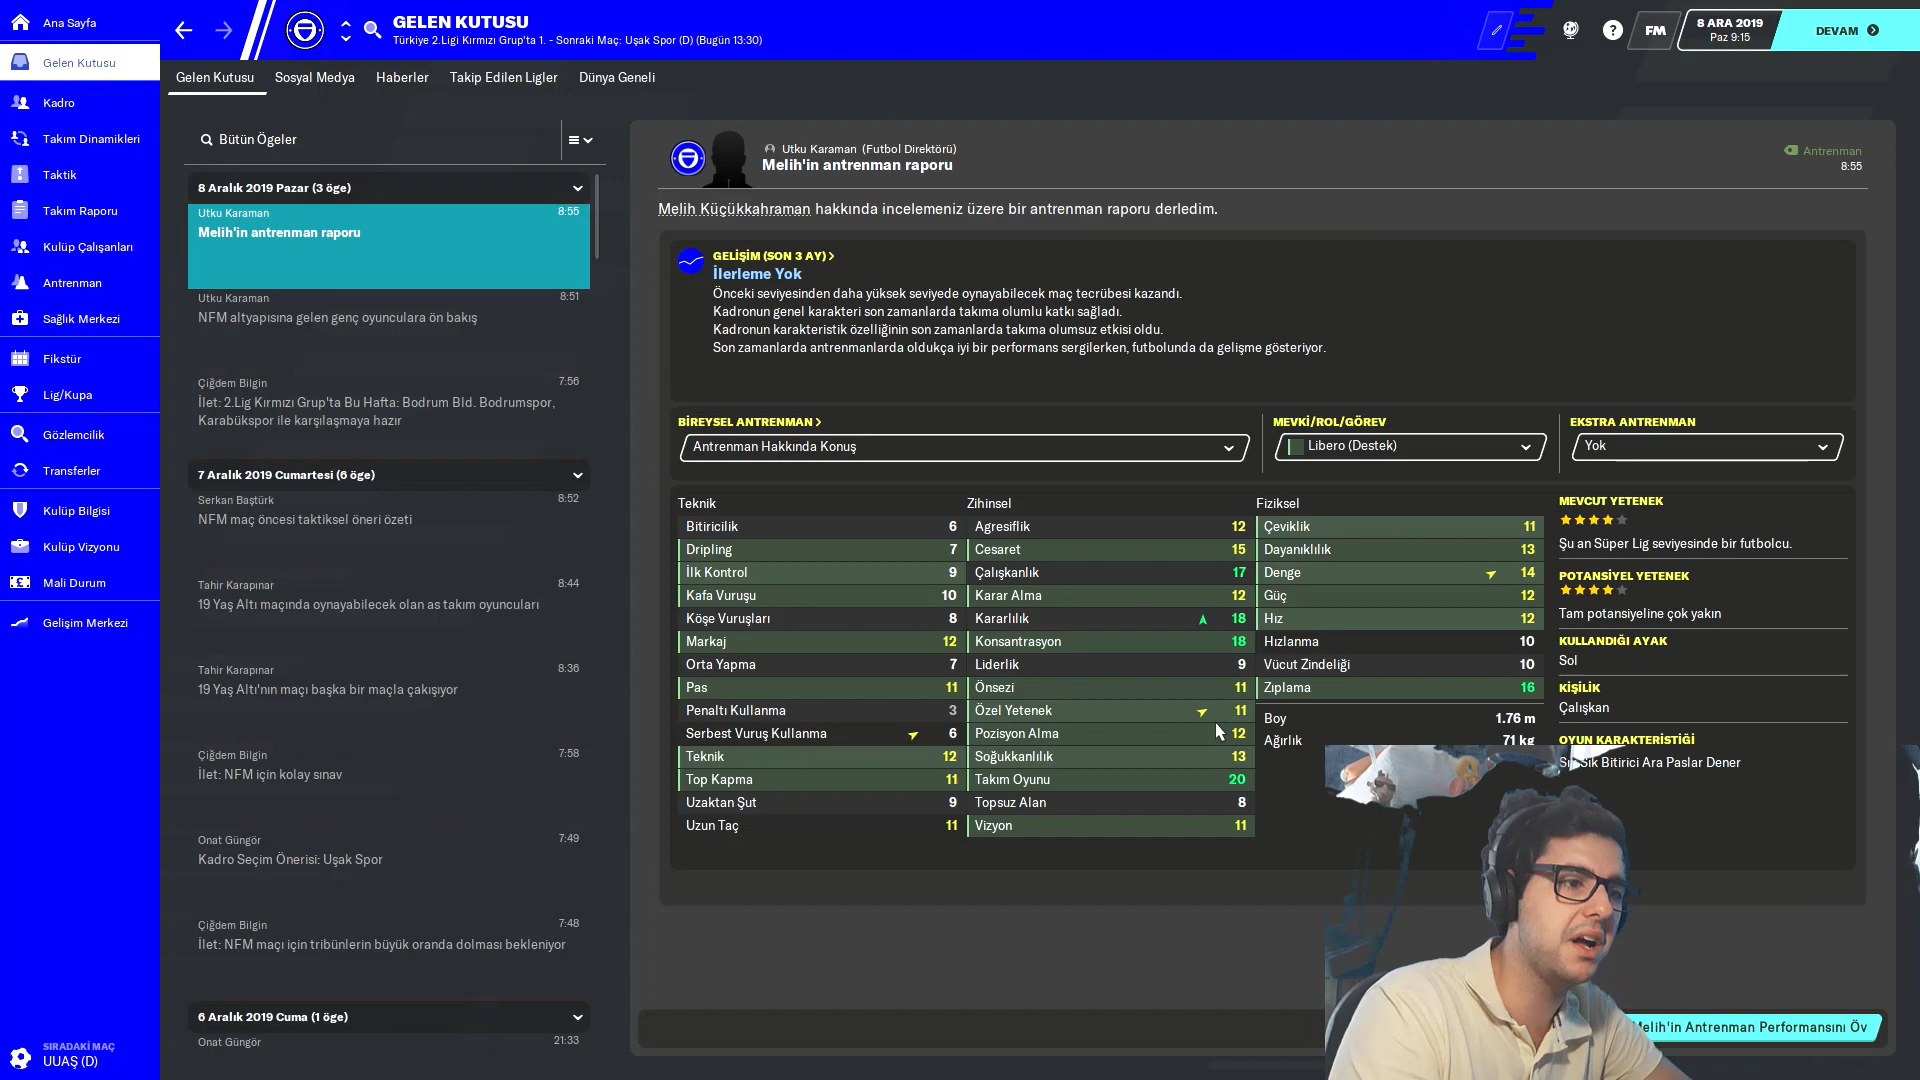 Ana Sayfa
Gelen Kutusu
Kadro
Takım Dinamikleri
Taktik
Takım Raporu
Kulüp Çalışanları
Antrenman
Sağlık Merkezi
Fikstür
Lig/Kupa
Gözlemcilik
Transferler
Kulüp Bilgisi
Kulüp Vizyonu
Mali Durum
Gelişim Merkezi
SIRADAKİ MAÇ
UUAŞ (D)
GELEN KUTUSU
Türkiye 2.Ligi Kırmızı Grup'ta 1. - Sonraki Maç: Uşak Spor (D) (Bugün 13:30)
FM
8 ARA 2019
Paz 9:15
DEVAM
Gelen Kutusu Sosyal Medya Haberler Takip Edilen Ligler Dünya Geneli
Bütün Ögeler
8 Aralık 2019 Pazar (3 öge)
Utku Karaman 8:55
Melih'in antrenman raporu
Utku Karaman 8:51
NFM altyapısına gelen genç oyunculara ön bakış
Çiğdem Bilgin 7:56
İlet: 2.Lig Kırmızı Grup'ta Bu Hafta: Bodrum Bld. Bodrumspor,
Karabükspor ile karşılaşmaya hazır
7 Aralık 2019 Cumartesi (6 öge)
Serkan Baştürk 8:52
NFM maç öncesi taktiksel öneri özeti
Tahir Karapınar 8:44
19 Yaş Altı maçında oynayabilecek olan as takım oyuncuları
Tahir Karapınar 8:36
19 Yaş Altı'nın maçı başka bir maçla çakışıyor
Çiğdem Bilgin 7:58
İlet: NFM için kolay sınav
Onat Güngör 7:49
Kadro Seçim Önerisi: Uşak Spor
Çiğdem Bilgin 7:48
İlet: NFM maçı için tribünlerin büyük oranda dolması bekleniyor
6 Aralık 2019 Cuma (1 öge)
Onat Güngör 21:33
Utku Karaman (Futbol Direktörü)
Melih'in antrenman raporu
Antrenman
8:55
Melih Küçükkahraman hakkında incelemeniz üzere bir antrenman raporu derledim.
GELİŞİM (SON 3 AY)
İlerleme Yok
Önceki seviyesinden daha yüksek seviyede oynayabilecek maç tecrübesi kazandı.
Kadronun genel karakteri son zamanlarda takıma olumlu katkı sağladı.
Kadronun karakteristik özelliğinin son zamanlarda takıma olumsuz etkisi oldu.
Son zamanlarda antrenmanlarda oldukça iyi bir performans sergilerken, futbolunda da gelişme gösteriyor.
BİREYSEL ANTRENMAN
Antrenman Hakkında Konuş
MEVKİ/ROL/GÖREV
Libero (Destek)
EKSTRA ANTRENMAN
Yok
Teknik
Bitiricilik 6
Dripling 7
İlk Kontrol 9
Kafa Vuruşu 10
Köşe Vuruşları 8
Markaj 12
Orta Yapma 7
Pas 11
Penaltı Kullanma 3
Serbest Vuruş Kullanma 6
Teknik 12
Top Kapma 11
Uzaktan Şut 9
Uzun Taç 11
Zihinsel
Agresiflik 12
Cesaret 15
Çalışkanlık 17
Karar Alma 12
Kararlılık 18
Konsantrasyon 18
Liderlik 9
Önsezi 11
Özel Yetenek 11
Pozisyon Alma 12
Soğukkanlılık 13
Takım Oyunu 20
Topsuz Alan 8
Vizyon 11
Fiziksel
Çeviklik 11
Dayanıklılık 13
Denge 14
Güç 12
Hız 12
Hızlanma 10
Vücut Zindeliği 10
Zıplama 16
Boy 1.76 m
Ağırlık 71 kg
MEVCUT YETENEK
Şu an Süper Lig seviyesinde bir futbolcu.
POTANSİYEL YETENEK
Tam potansiyeline çok yakın
KULLANDIĞI AYAK
Sol
KİŞİLİK
Çalışkan
OYUN KARAKTERİSTİĞİ
Sık Bitirici Ara Paslar Dener
Melih'in Antrenman Performansını Öv